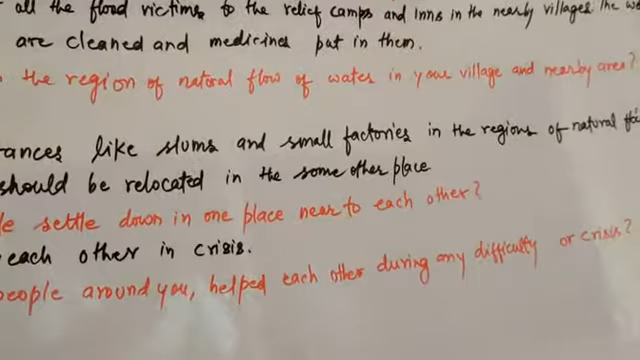 all the flood victims to the relief camps and inns in the nearby villages. The
are cleaned and medicines put in them.
the region of natural flow of water in your village and nearby area?
ances like slums and small factories in the regions of natural
should be relocated in the some other place
le settle down in one place near to each other?
each other in crisis.
people around you, helped each other during any difficulty or crisis?